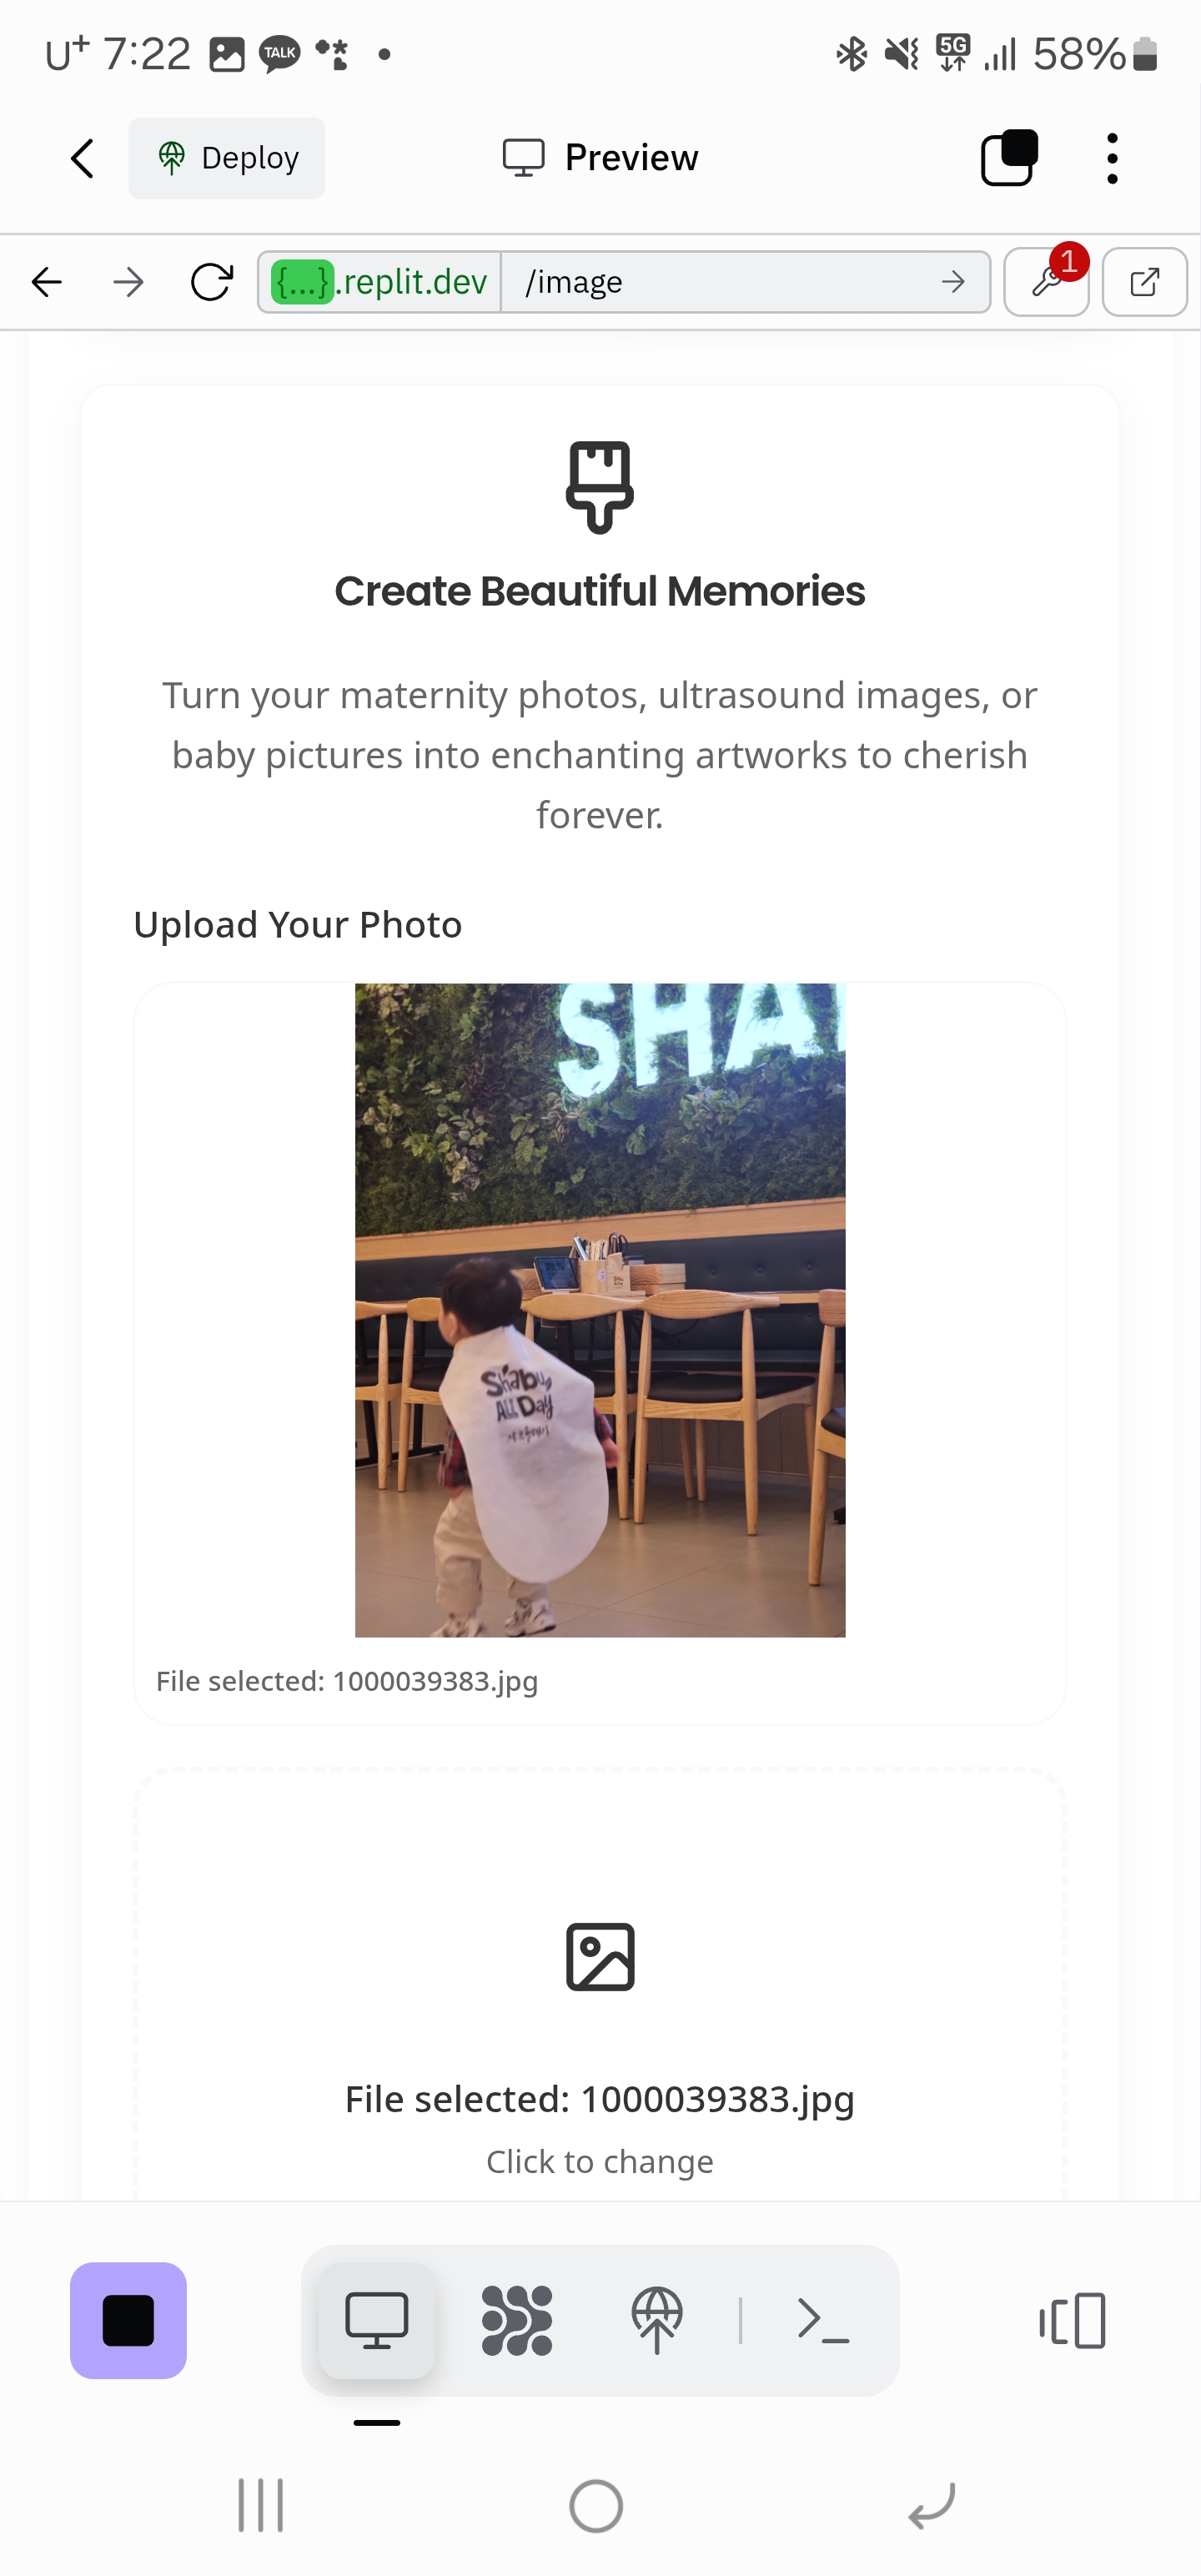 U+ 7:22 TALK 5G 58%
Deploy Preview
{...}.replit.dev /image 1
Create Beautiful Memories
Turn your maternity photos, ultrasound images, or
baby pictures into enchanting artworks to cherish
forever.
Upload Your Photo
SHA
Shabu
All Day
File selected: 1000039383.jpg
File selected: 1000039383.jpg
Click to change